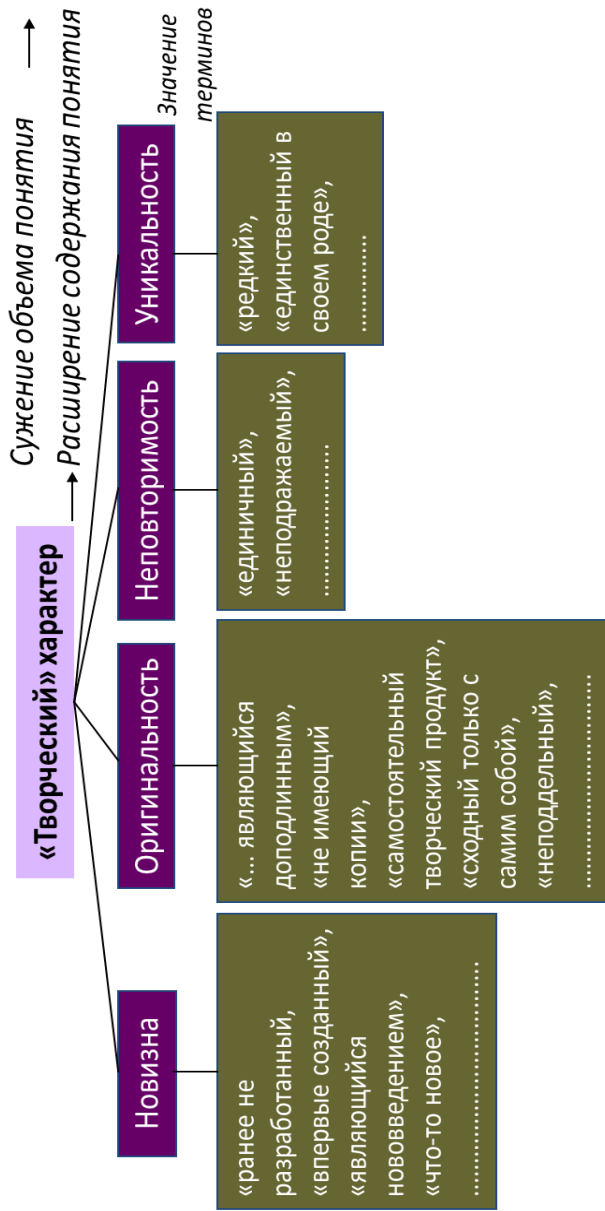 Сужение объема понятия →
«Творческий» характер
→ Расширение содержания понятия
Новизна
Оригинальность
Неповторимость
Уникальность
Значение
терминов
«ранее не
разработанный,
«впервые созданный»,
«являющийся
нововведением»,
«что-то новое»,
................................
«... являющийся
доподлинным»,
«не имеющий
копии»,
«самостоятельный
творческий продукт»,
«сходный только с
самим собой»,
«неподдельный»,
................................
«единичный»,
«неподражаемый»,
........................
«редкий»,
«единственный в
своем роде»,
................